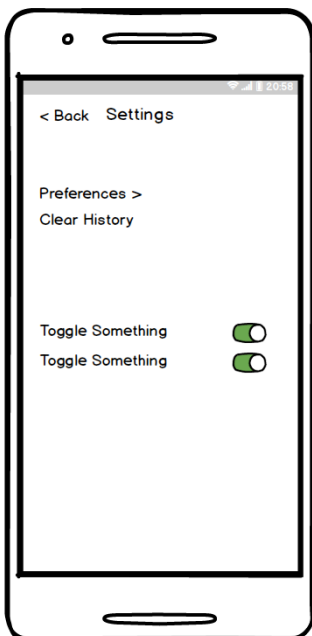 20:58
< Back Settings
Preferences >
Clear History
Toggle Something
Toggle Something